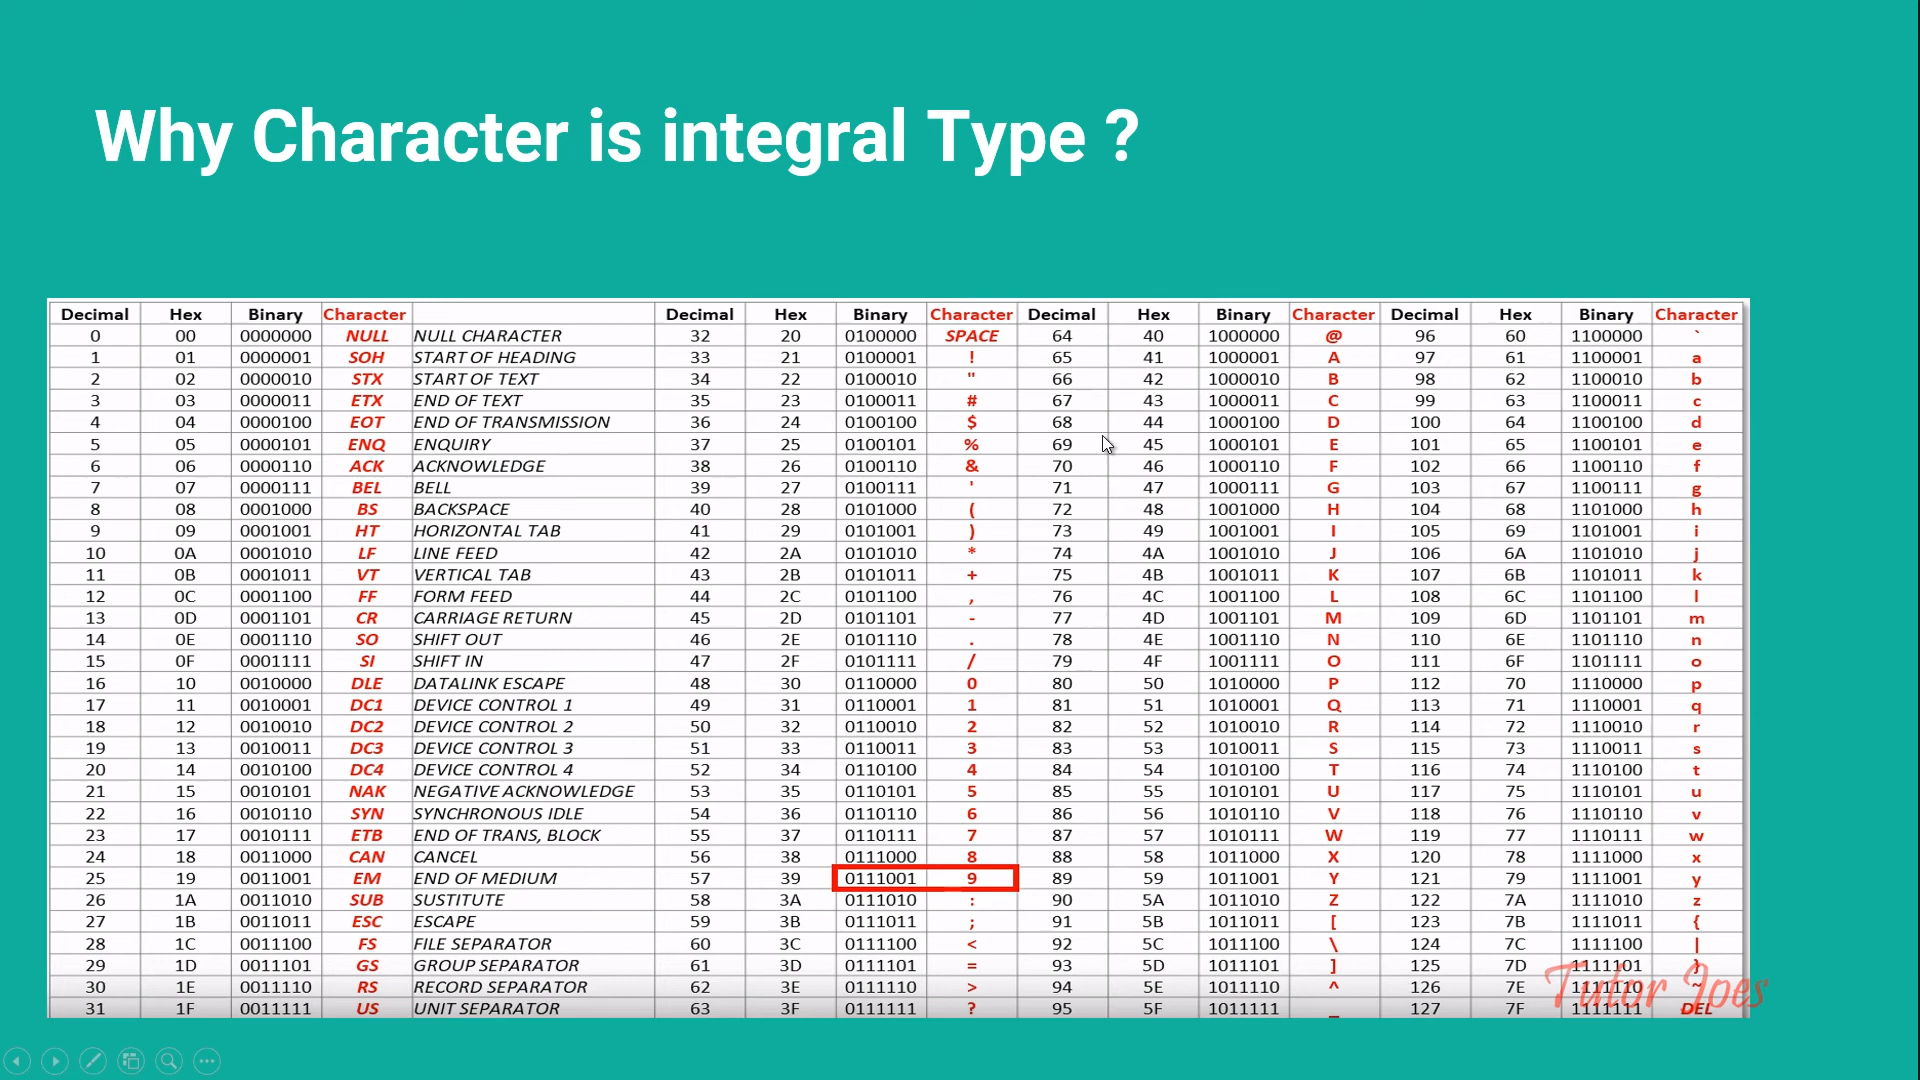 Why Character is integral Type ?
Decimal Hex Binary Character Decimal Hex Binary Character Decimal Hex Binary Character Decimal Hex Binary Character
0 00 0000000 NULL NULL CHARACTER 32 20 0100000 SPACE 64 40 1000000 @ 96 60 1100000 `
1 01 0000001 SOH START OF HEADING 33 21 0100001 ! 65 41 1000001 A 97 61 1100001 a
2 02 0000010 STX START OF TEXT 34 22 0100010 " 66 42 1000010 B 98 62 1100010 b
3 03 0000011 ETX END OF TEXT 35 23 0100011 # 67 43 1000011 C 99 63 1100011 c
4 04 0000100 EOT END OF TRANSMISSION 36 24 0100100 $ 68 44 1000100 D 100 64 1100100 d
5 05 0000101 ENQ ENQUIRY 37 25 0100101 % 69 45 1000101 E 101 65 1100101 e
6 06 0000110 ACK ACKNOWLEDGE 38 26 0100110 & 70 46 1000110 F 102 66 1100110 f
7 07 0000111 BEL BELL 39 27 0100111 ' 71 47 1000111 G 103 67 1100111 g
8 08 0001000 BS BACKSPACE 40 28 0101000 ( 72 48 1001000 H 104 68 1101000 h
9 09 0001001 HT HORIZONTAL TAB 41 29 0101001 ) 73 49 1001001 I 105 69 1101001 i
10 0A 0001010 LF LINE FEED 42 2A 0101010 * 74 4A 1001010 J 106 6A 1101010 j
11 0B 0001011 VT VERTICAL TAB 43 2B 0101011 + 75 4B 1001011 K 107 6B 1101011 k
12 0C 0001100 FF FORM FEED 44 2C 0101100 , 76 4C 1001100 L 108 6C 1101100 l
13 0D 0001101 CR CARRIAGE RETURN 45 2D 0101101 - 77 4D 1001101 M 109 6D 1101101 m
14 0E 0001110 SO SHIFT OUT 46 2E 0101110 . 78 4E 1001110 N 110 6E 1101110 n
15 0F 0001111 SI SHIFT IN 47 2F 0101111 / 79 4F 1001111 O 111 6F 1101111 o
16 10 0010000 DLE DATALINK ESCAPE 48 30 0110000 0 80 50 1010000 P 112 70 1110000 p
17 11 0010001 DC1 DEVICE CONTROL 1 49 31 0110001 1 81 51 1010001 Q 113 71 1110001 q
18 12 0010010 DC2 DEVICE CONTROL 2 50 32 0110010 2 82 52 1010010 R 114 72 1110010 r
19 13 0010011 DC3 DEVICE CONTROL 3 51 33 0110011 3 83 53 1010011 S 115 73 1110011 s
20 14 0010100 DC4 DEVICE CONTROL 4 52 34 0110100 4 84 54 1010100 T 116 74 1110100 t
21 15 0010101 NAK NEGATIVE ACKNOWLEDGE 53 35 0110101 5 85 55 1010101 U 117 75 1110101 u
22 16 0010110 SYN SYNCHRONOUS IDLE 54 36 0110110 6 86 56 1010110 V 118 76 1110110 v
23 17 0010111 ETB END OF TRANS, BLOCK 55 37 0110111 7 87 57 1010111 W 119 77 1110111 w
24 18 0011000 CAN CANCEL 56 38 0111000 8 88 58 1011000 X 120 78 1111000 x
25 19 0011001 EM END OF MEDIUM 57 39 0111001 9 89 59 1011001 Y 121 79 1111001 y
26 1A 0011010 SUB SUSTITUTE 58 3A 0111010 : 90 5A 1011010 Z 122 7A 1111010 z
27 1B 0011011 ESC ESCAPE 59 3B 0111011 ; 91 5B 1011011 [ 123 7B 1111011 {
28 1C 0011100 FS FILE SEPARATOR 60 3C 0111100 < 92 5C 1011100 \ 124 7C 1111100 |
29 1D 0011101 GS GROUP SEPARATOR 61 3D 0111101 = 93 5D 1011101 ] 125 7D 1111101 }
30 1E 0011110 RS RECORD SEPARATOR 62 3E 0111110 > 94 5E 1011110 ^ 126 7E 1111110 ~
31 1F 0011111 US UNIT SEPARATOR 63 3F 0111111 ? 95 5F 1011111 _ 127 7F 1111111 DEL
Tutor Joes